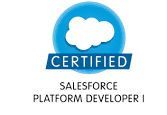 CERTIFIED
SALESFORCE
PLATFORM DEVELOPER I